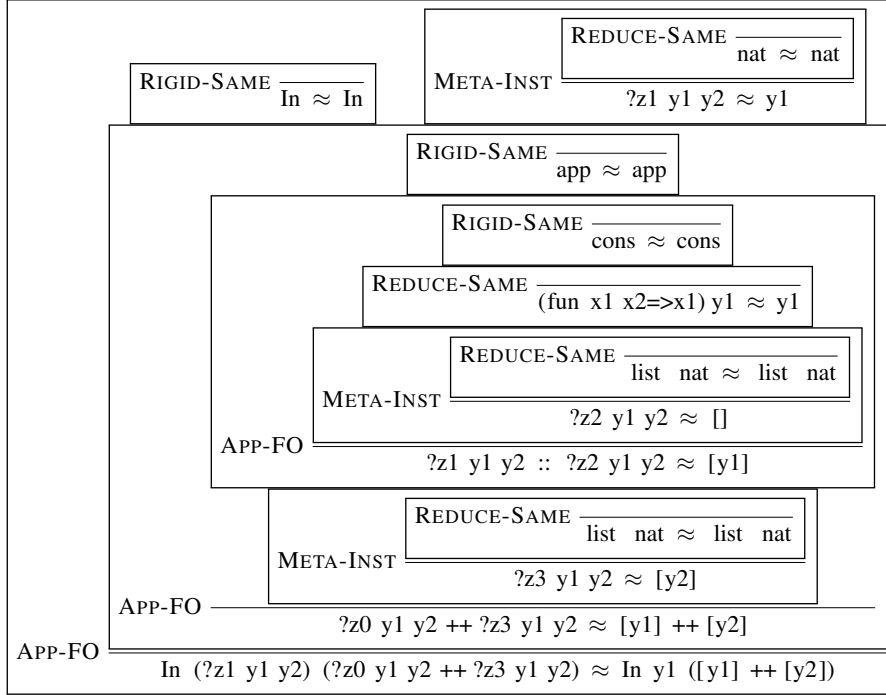 REDUCE-SAME
nat ≈ nat
META-INST
?z1 y1 y2 ≈ y1
RIGID-SAME
In ≈ In
RIGID-SAME
app ≈ app
RIGID-SAME
cons ≈ cons
REDUCE-SAME
(fun x1 x2=>x1) y1 ≈ y1
REDUCE-SAME
list nat ≈ list nat
META-INST
?z2 y1 y2 ≈ []
APP-FO
?z1 y1 y2 :: ?z2 y1 y2 ≈ [y1]
REDUCE-SAME
list nat ≈ list nat
META-INST
?z3 y1 y2 ≈ [y2]
APP-FO
?z0 y1 y2 ++ ?z3 y1 y2 ≈ [y1] ++ [y2]
APP-FO
In (?z1 y1 y2) (?z0 y1 y2 ++ ?z3 y1 y2) ≈ In y1 ([y1] ++ [y2])